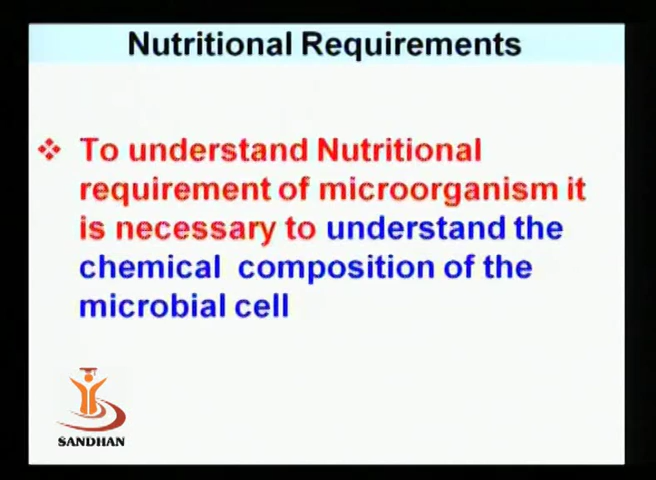 Nutritional Requirements
To understand Nutritional
requirement of microorganism it
is necessary to understand the
chemical composition of the
microbial cell
SANDHAN